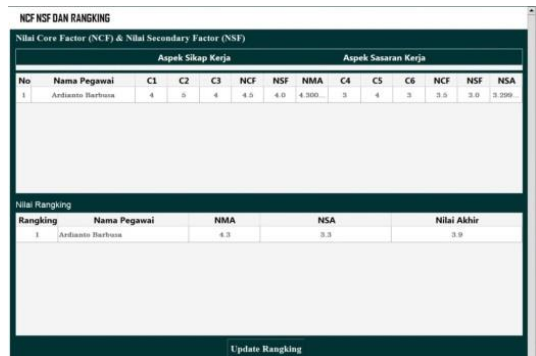 NCF NSF DAN RANGKING
Nilai Core Factor (NCF) & Nilai Secondary Factor (NSF)
Aspek Sikap Kerja Aspek Sasaran Kerja
No Nama Pegawai C1 C2 C3 NCF NSF NMA C4 C5 C6 NCF NSF NSA
1 Ardianto Barbusa 4 5 4 4.5 4.0 4.300... 3 4 3 3.5 3.0 3.299...
Nilai Rangking
Rangking Nama Pegawai NMA NSA Nilai Akhir
1 Ardianto Barbusa 4.3 3.3 3.9
Update Rangking